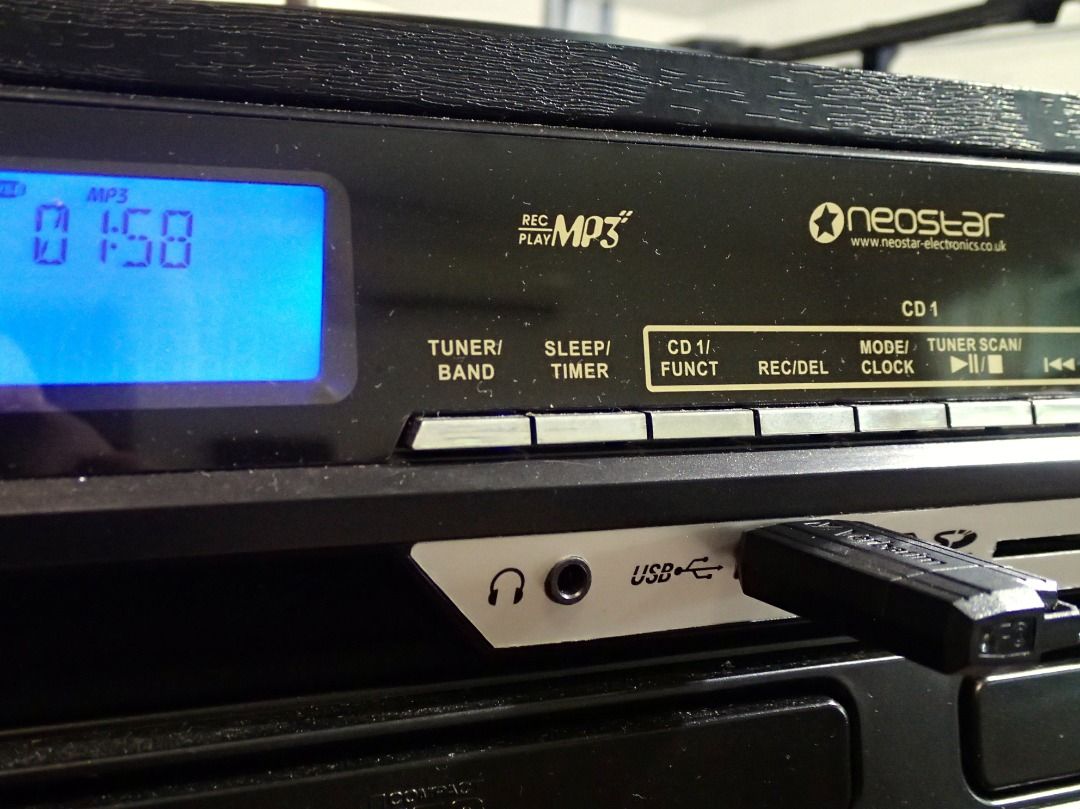 MP3
01:58
REC
PLAY MP3
neostar
www.neostar-electronics.co.uk
CD 1
TUNER/
BAND
SLEEP/
TIMER
CD 1/
FUNCT
REC/DEL
MODE/
CLOCK
TUNER SCAN/
USB
COMPACT